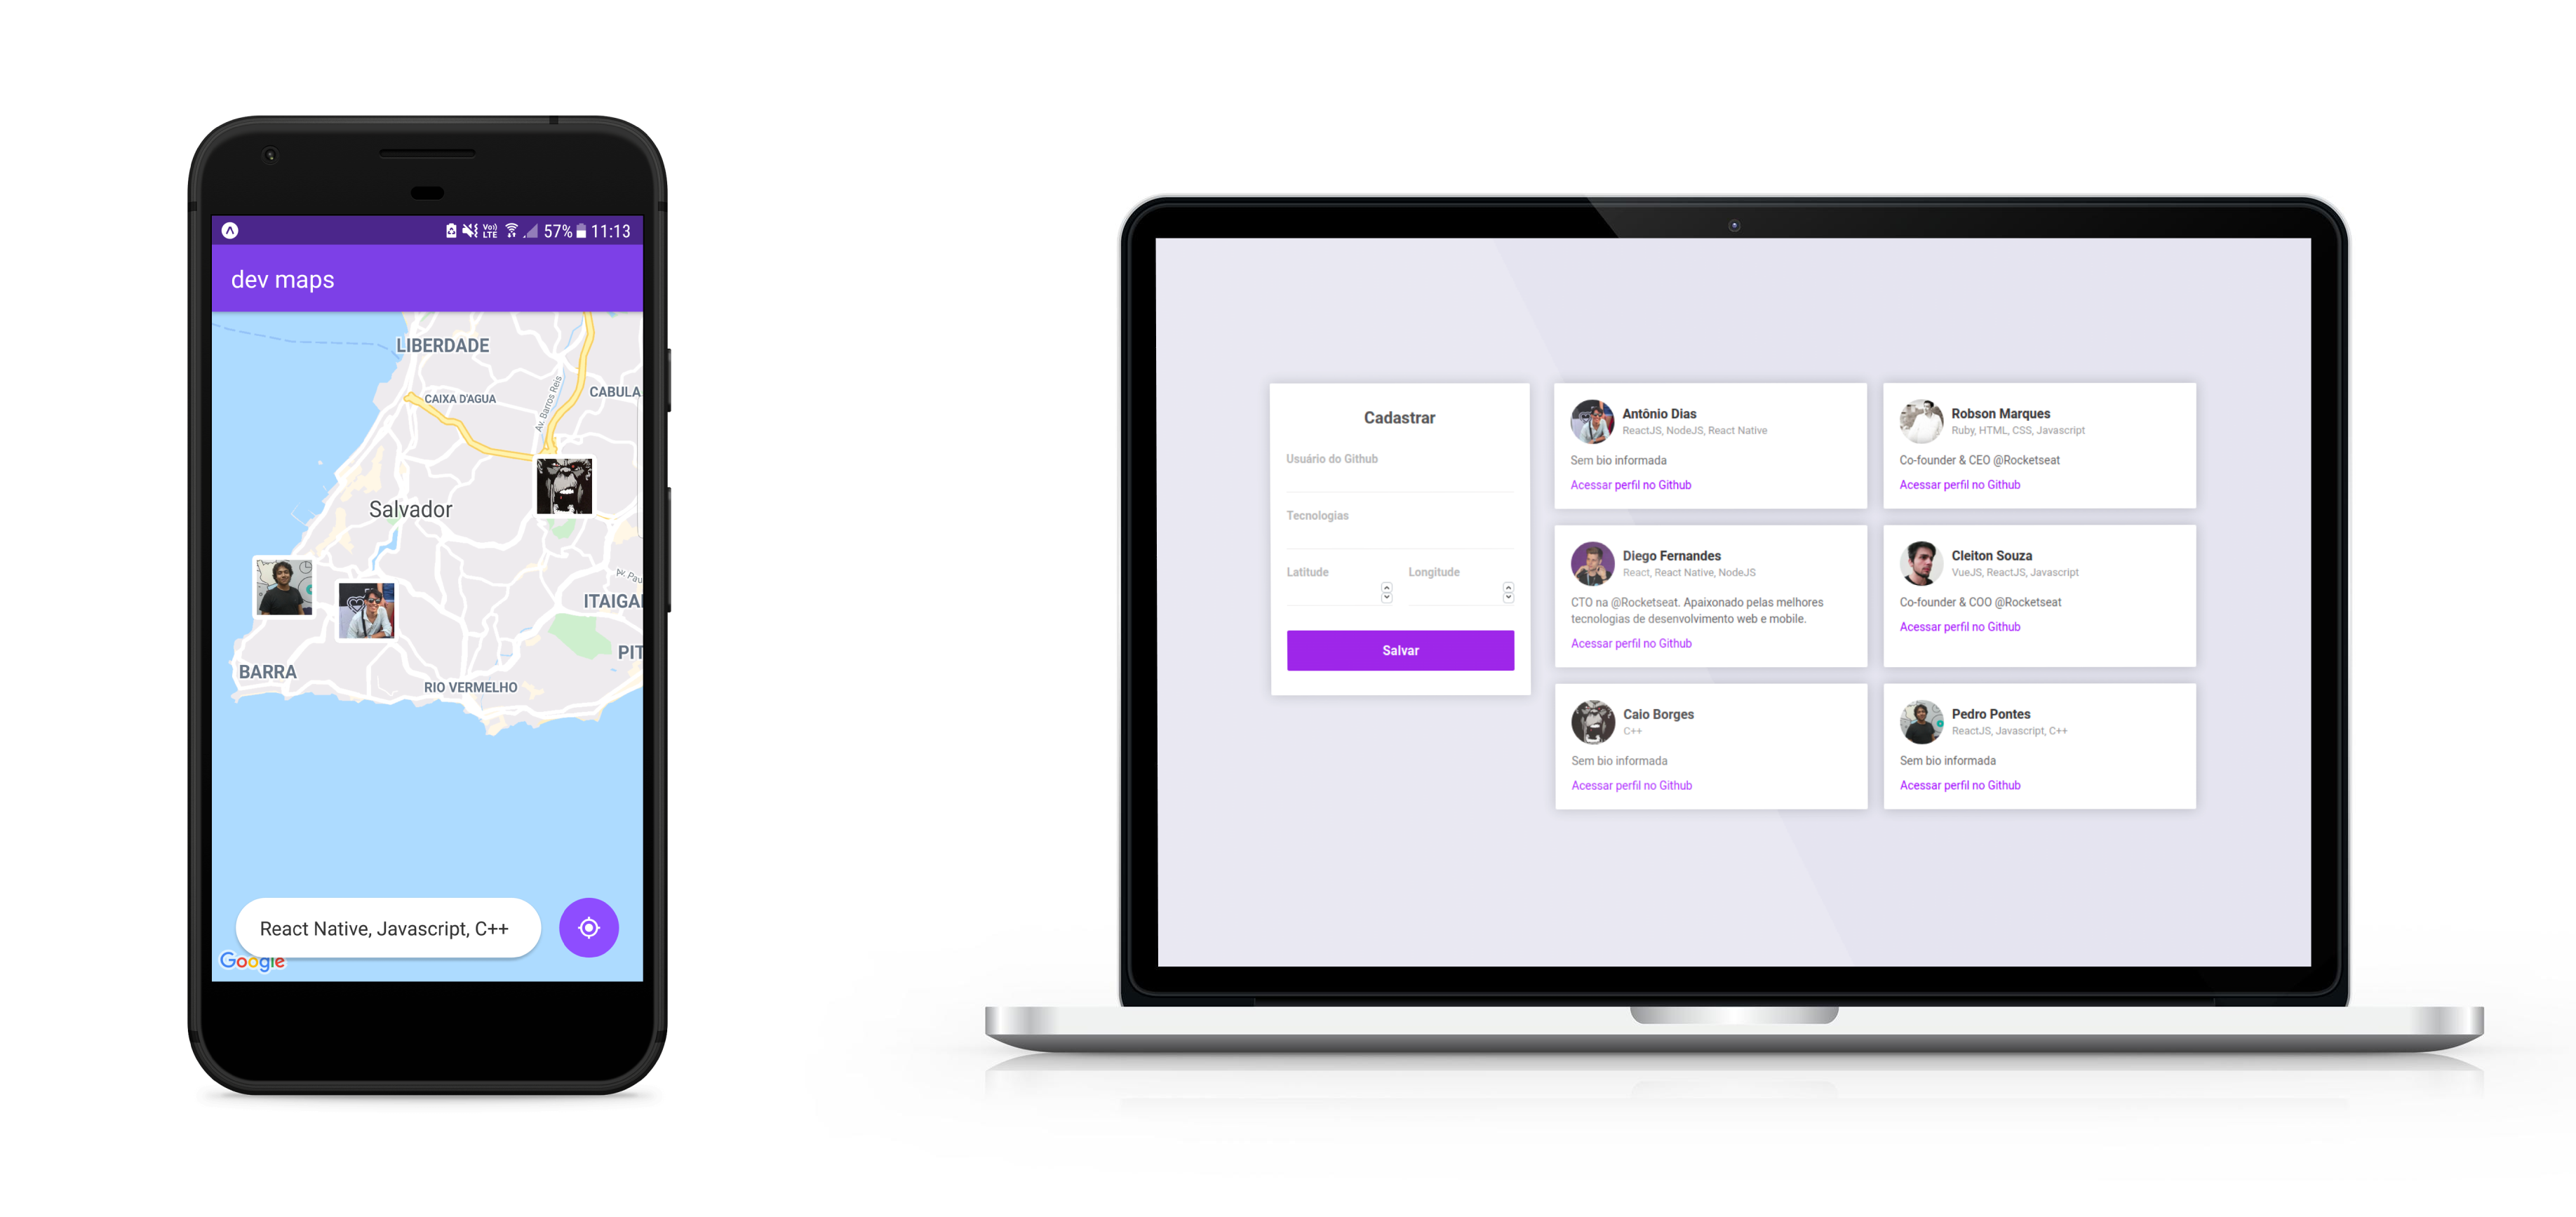 Vo))
LTE
57%
11:13
dev maps
LIBERDADE
CAIXA D'AGUA
CABULA
Av. Barros Reis
Salvador
Av. Pau
ITAIGA
PIT
BARRA
RIO VERMELHO
React Native, Javascript, C++
Google
Cadastrar
Usuário do Github
Tecnologias
Latitude
Longitude
Salvar
Antônio Dias
ReactJS, NodeJS, React Native
Sem bio informada
Acessar perfil no Github
Robson Marques
Ruby, HTML, CSS, Javascript
Co-founder & CEO @Rocketseat
Acessar perfil no Github
Diego Fernandes
React, React Native, NodeJS
CTO na @Rocketseat. Apaixonado pelas melhores
tecnologias de desenvolvimento web e mobile.
Acessar perfil no Github
Cleiton Souza
VueJS, ReactJS, Javascript
Co-founder & COO @Rocketseat
Acessar perfil no Github
Caio Borges
C++
Sem bio informada
Acessar perfil no Github
Pedro Pontes
ReactJS, Javascript, C++
Sem bio informada
Acessar perfil no Github